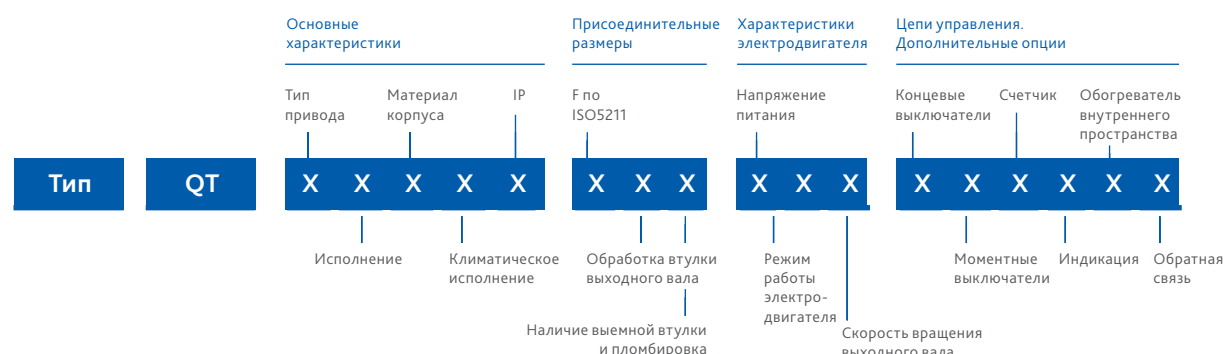 Основные
характеристики
Присоединительные
размеры
Характеристики
электродвигателя
Цепи управления.
Дополнительные опции
Тип
привода
Материал
корпуса
IP
F по
ISO5211
Напряжение
питания
Концевые
выключатели
Счетчик
Обогреватель
внутреннего
пространства
Тип QT X X X X X X X X X X X X X X X X X
Исполнение
Климатическое
исполнение
Обработка втулки
выходного вала
Наличие выемной втулки
и пломбировка
Режим
работы
электро-
двигателя
Скорость вращения
выходного вала
Моментные
выключатели
Индикация
Обратная
связь